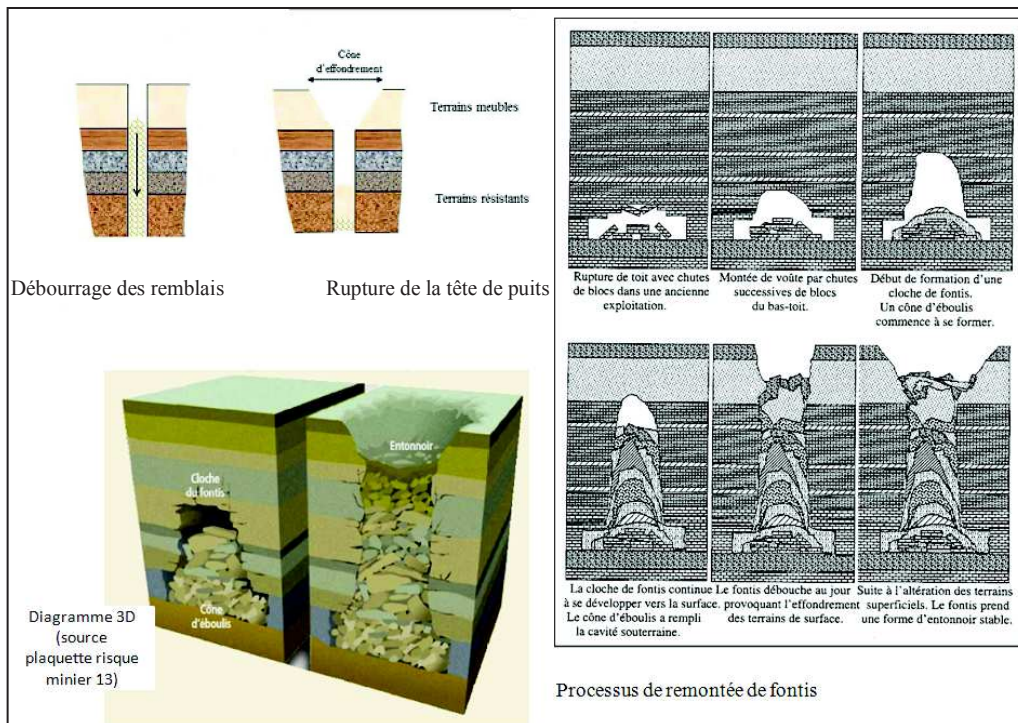 Cône
d'effondrement
Terrains meubles
Terrains résistants
Débourrage des remblais
Rupture de la tête de puits
Rupture de toit avec chutes
de blocs dans une ancienne
exploitation.
Montée de voûte par chutes
successives de blocs
du bas-toit.
Début de formation d'une
cloche de fontis.
Un cône d'éboulis
commence à se former.
La cloche de fontis continue
à se développer vers la surface.
Le cône d'éboulis a rempli
la cavité souterraine.
Le fontis débouche au jour
provoquant l'effondrement
des terrains de surface.
Suite à l'altération des terrains
superficiels. Le fontis prend
une forme d'entonnoir stable.
Processus de remontée de fontis
Entonnoir
Cloche
du fontis
Cône
d'éboulis
Diagramme 3D
(source
plaquette risque
minier 13)